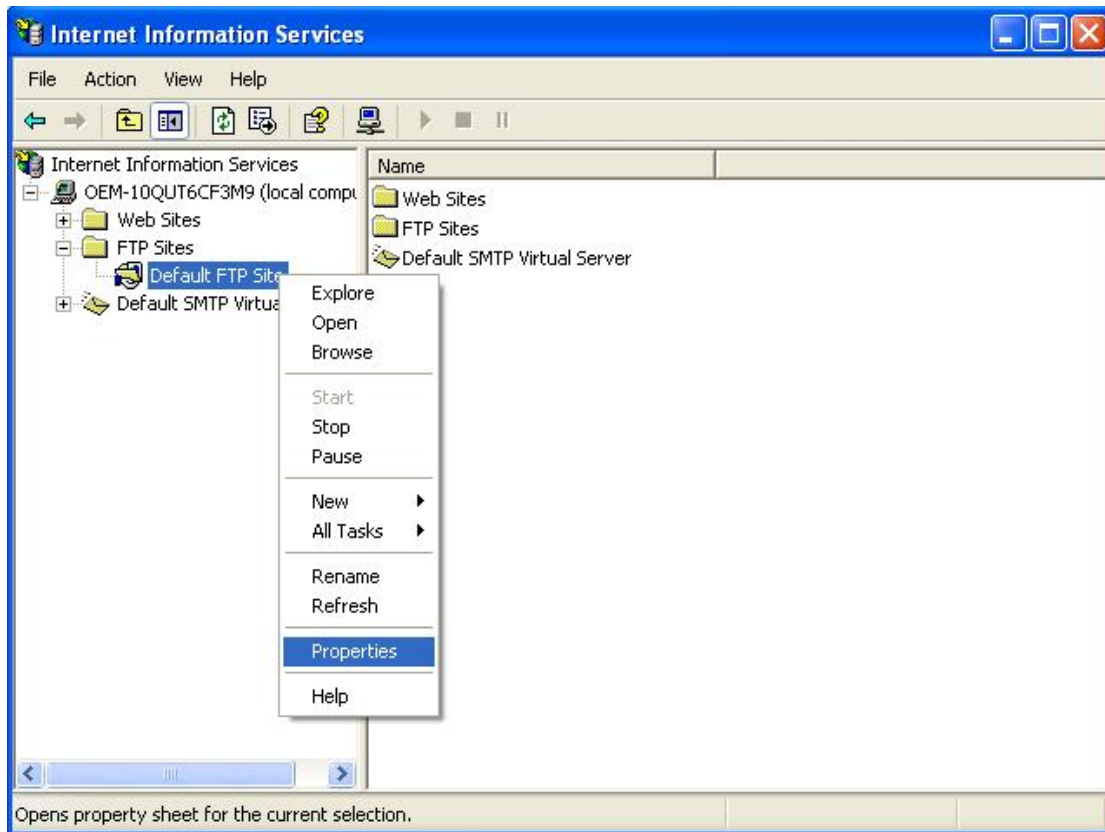 Internet Information Services
File Action View Help
Internet Information Services
OEM-10QUT6CF3M9 (local compu
Web Sites
FTP Sites
Default FTP Site
Default SMTP Virtua
Name
Web Sites
FTP Sites
Default SMTP Virtual Server
Explore
Open
Browse
Start
Stop
Pause
New
All Tasks
Rename
Refresh
Properties
Help
Opens property sheet for the current selection.